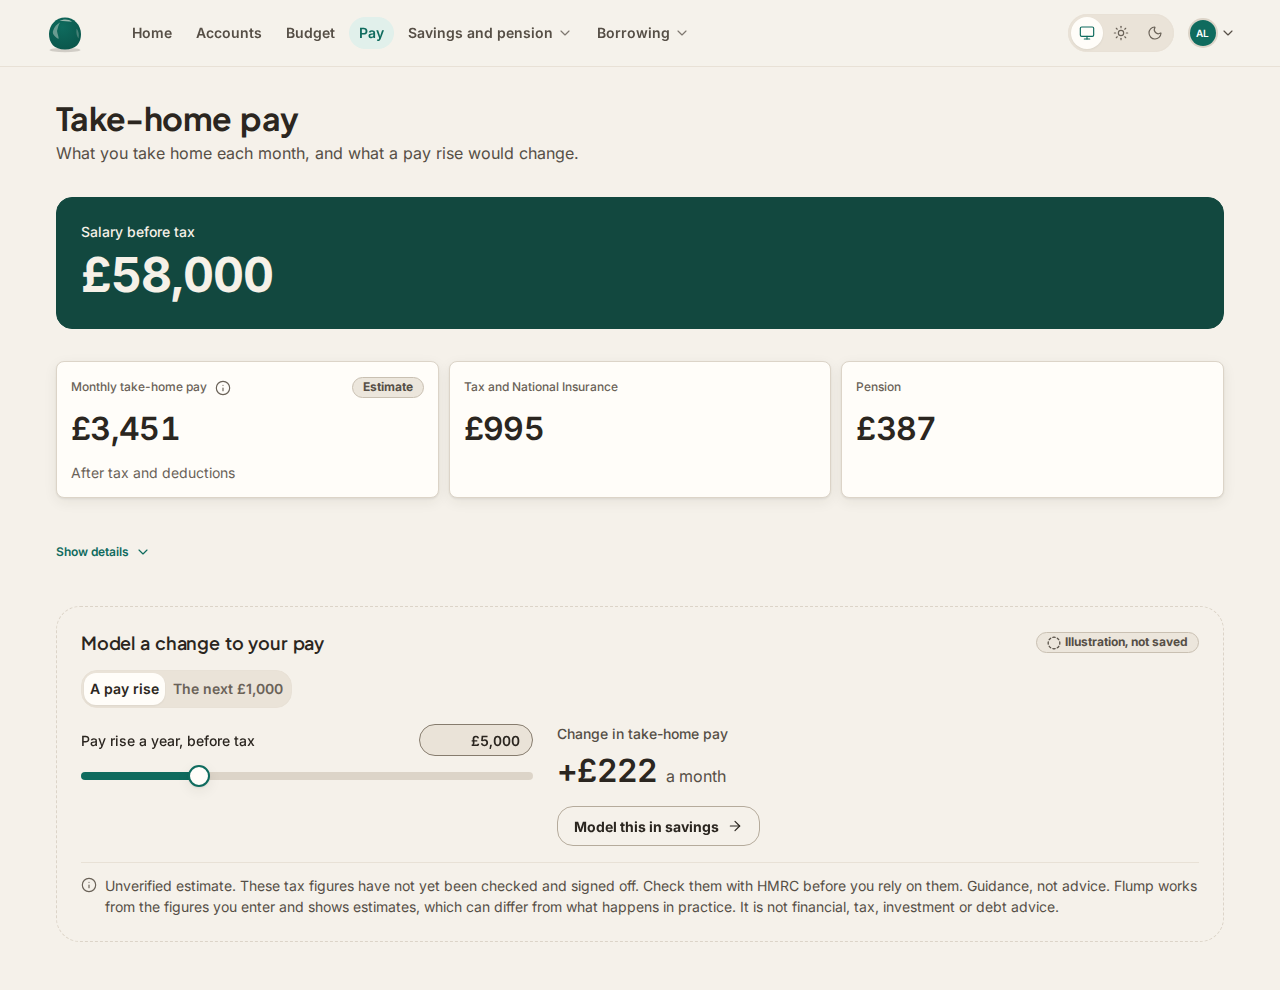 Home
Accounts
Budget
Pay
Savings and pension
Borrowing
AL
Take-home pay
What you take home each month, and what a pay rise would change.
Salary before tax
£58,000
Monthly take-home pay
Estimate
£3,451
After tax and deductions
Tax and National Insurance
£995
Pension
£387
Show details
Model a change to your pay
Illustration, not saved
A pay rise
The next £1,000
Pay rise a year, before tax
£5,000
Change in take-home pay
+£222 a month
Model this in savings
Unverified estimate. These tax figures have not yet been checked and signed off. Check them with HMRC before you rely on them. Guidance, not advice. Flump works
from the figures you enter and shows estimates, which can differ from what happens in practice. It is not financial, tax, investment or debt advice.